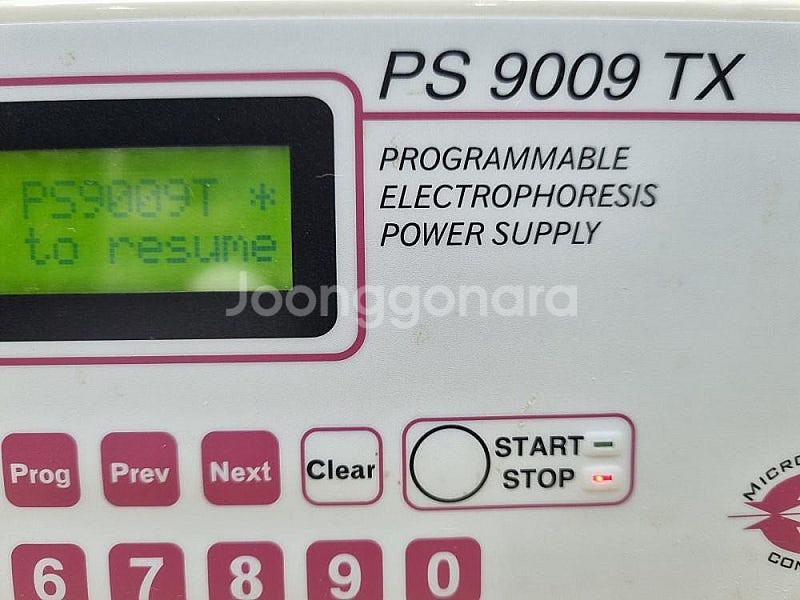 PS 9009 TX
PROGRAMMABLE
ELECTROPHORESIS
POWER SUPPLY
PS9009T *
to resume
Joonggonara
Prog
Prev
Next
Clear
START
STOP
6
7
8
9
0